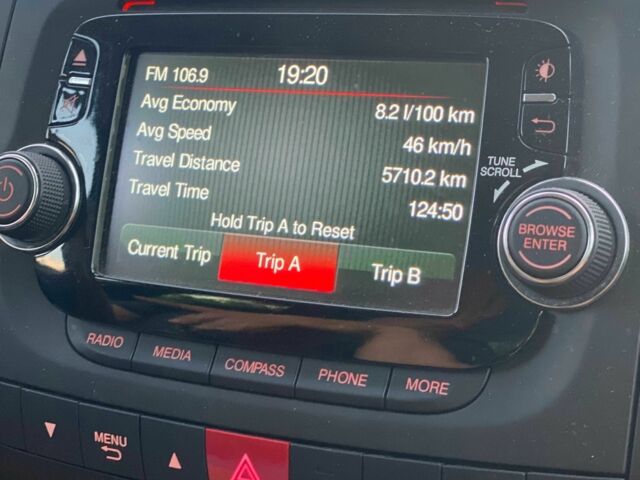 FM 106.9 19:20
Avg Economy 8.2 l/100 km
Avg Speed 46 km/h
Travel Distance 5710.2 km
Travel Time 124:50
Hold Trip A to Reset
Current Trip Trip A Trip B
TUNE
SCROLL
BROWSE
ENTER
RADIO MEDIA COMPASS PHONE MORE
MENU